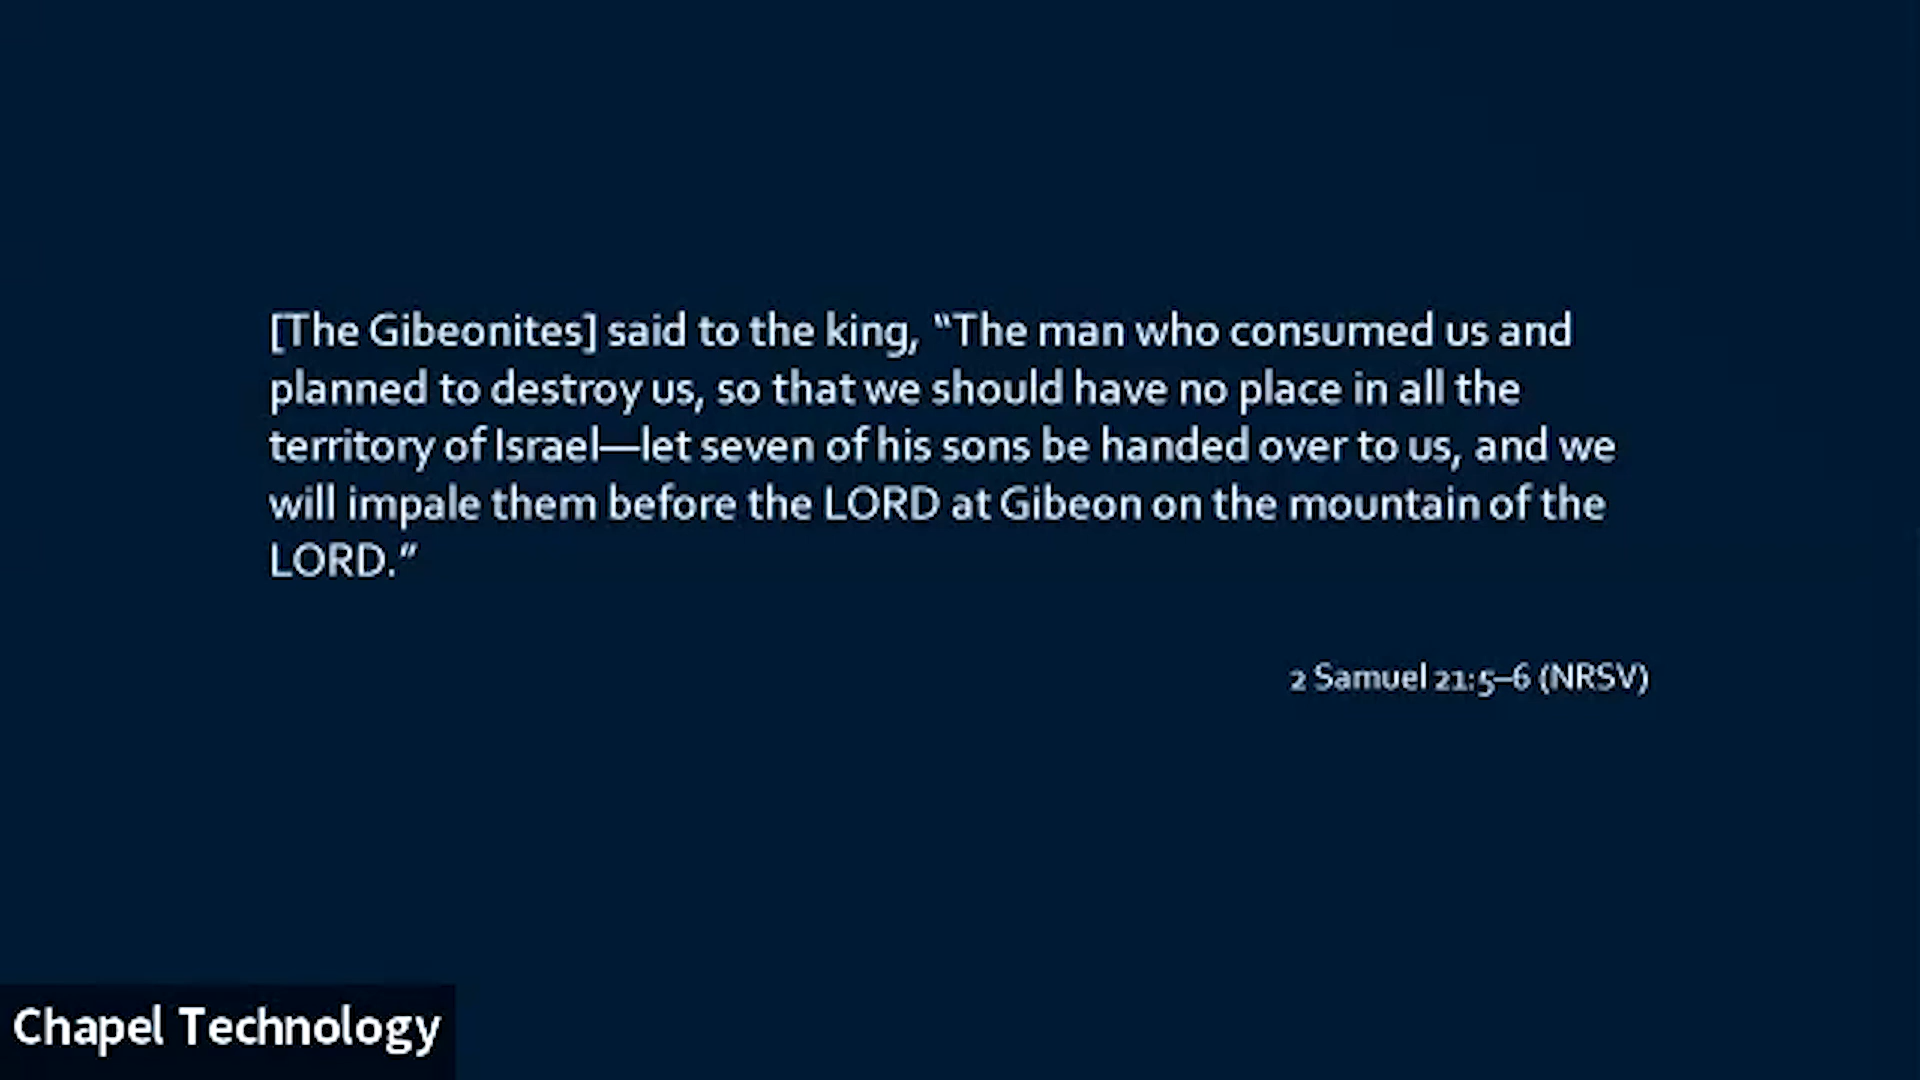 [The Gibeonites] said to the king, “The man who consumed us and
planned to destroy us, so that we should have no place in all the
territory of Israel—let seven of his sons be handed over to us, and we
will impale them before the LORD at Gibeon on the mountain of the
LORD.”
2 Samuel 21:5–6 (NRSV)
Chapel Technology